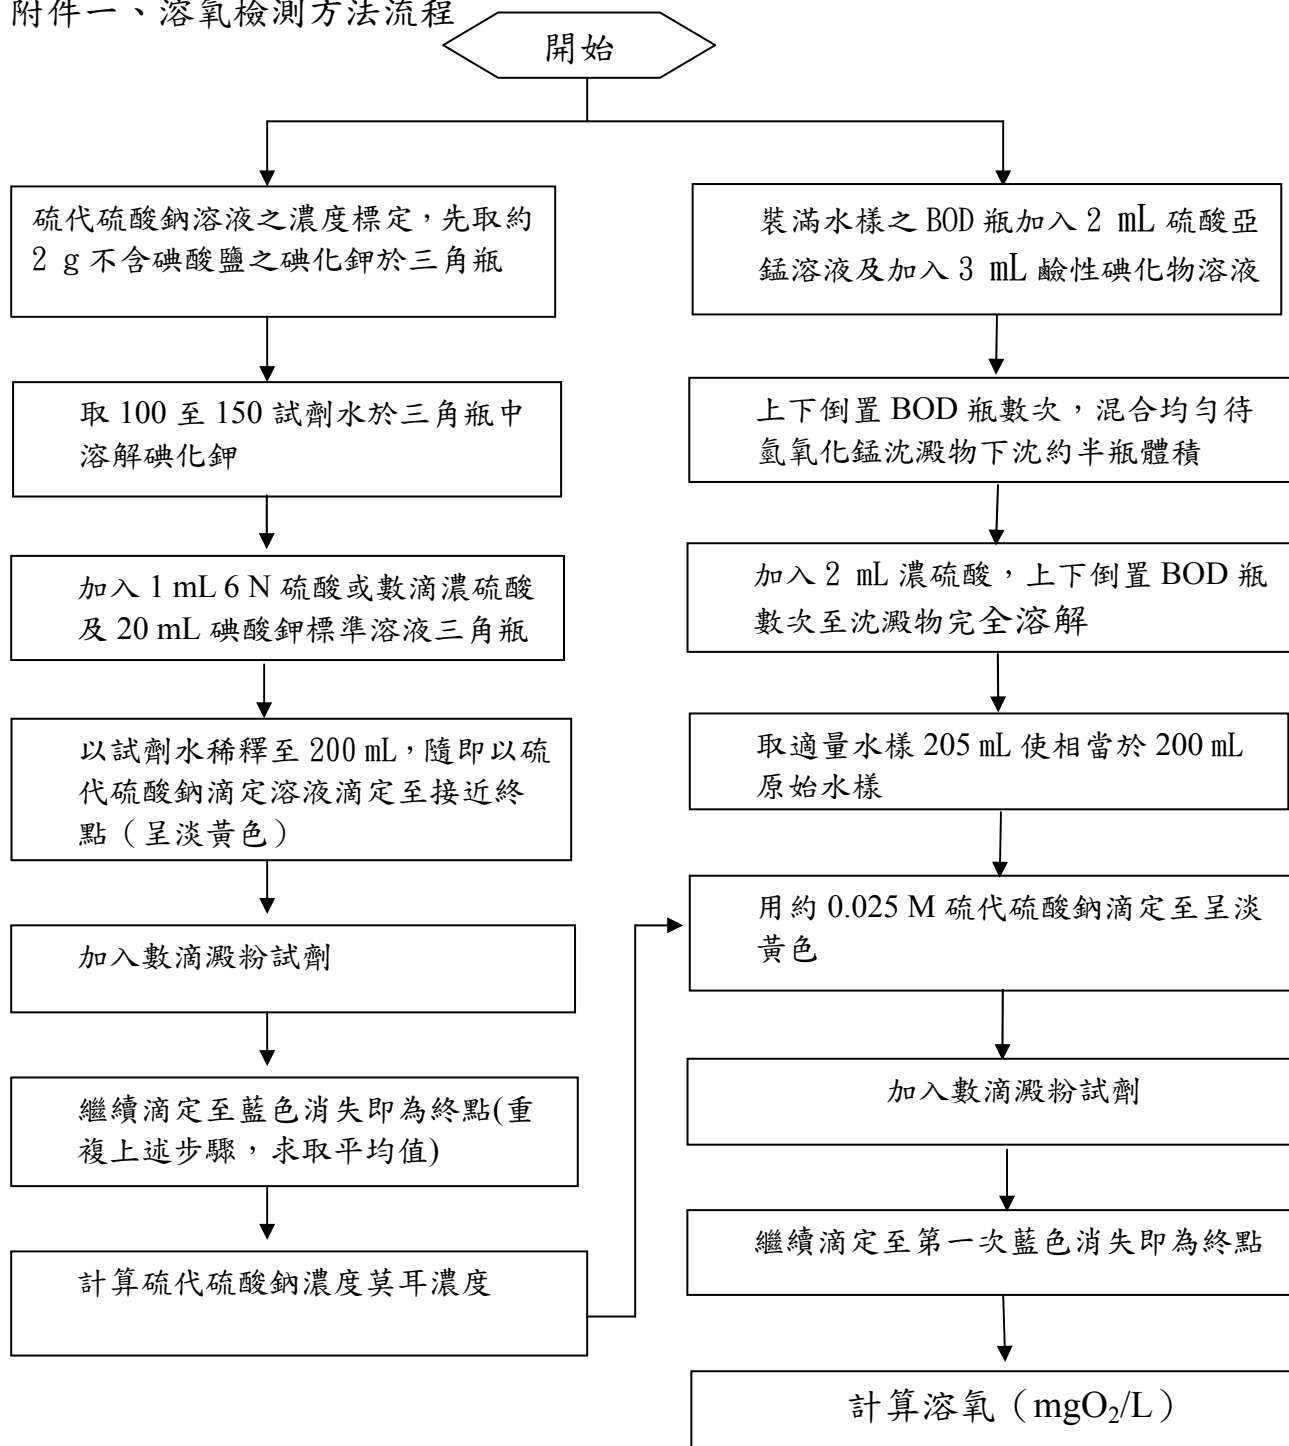 附件一、溶氧檢測方法流程
開始
硫代硫酸鈉溶液之濃度標定，先取約
2 g 不含碘酸鹽之碘化鉀於三角瓶
取 100 至 150 試劑水於三角瓶中
溶解碘化鉀
加入 1 mL 6 N 硫酸或數滴濃硫酸
及 20 mL 碘酸鉀標準溶液三角瓶
以試劑水稀釋至 200 mL，隨即以硫
代硫酸鈉滴定溶液滴定至接近終
點（呈淡黃色）
加入數滴澱粉試劑
繼續滴定至藍色消失即為終點(重
複上述步驟，求取平均值)
計算硫代硫酸鈉濃度莫耳濃度
裝滿水樣之 BOD 瓶加入 2 mL 硫酸亞
錳溶液及加入 3 mL 鹼性碘化物溶液
上下倒置 BOD 瓶數次，混合均勻待
氫氧化錳沈澱物下沈約半瓶體積
加入 2 mL 濃硫酸，上下倒置 BOD 瓶
數次至沈澱物完全溶解
取適量水樣 205 mL 使相當於 200 mL
原始水樣
用約 0.025 M 硫代硫酸鈉滴定至呈淡
黃色
加入數滴澱粉試劑
繼續滴定至第一次藍色消失即為終點
計算溶氧（mgO₂/L）